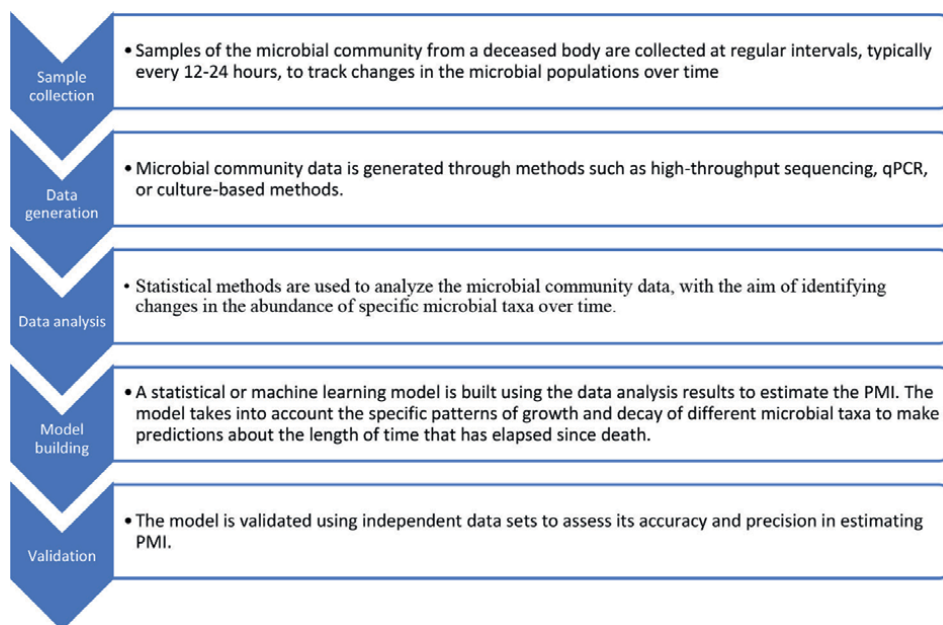 Sample
collection
• Samples of the microbial community from a deceased body are collected at regular intervals, typically
every 12-24 hours, to track changes in the microbial populations over time
Data
generation
• Microbial community data is generated through methods such as high-throughput sequencing, qPCR,
or culture-based methods.
Data analysis
• Statistical methods are used to analyze the microbial community data, with the aim of identifying
changes in the abundance of specific microbial taxa over time.
Model
building
• A statistical or machine learning model is built using the data analysis results to estimate the PMI. The
model takes into account the specific patterns of growth and decay of different microbial taxa to make
predictions about the length of time that has elapsed since death.
Validation
• The model is validated using independent data sets to assess its accuracy and precision in estimating
PMI.